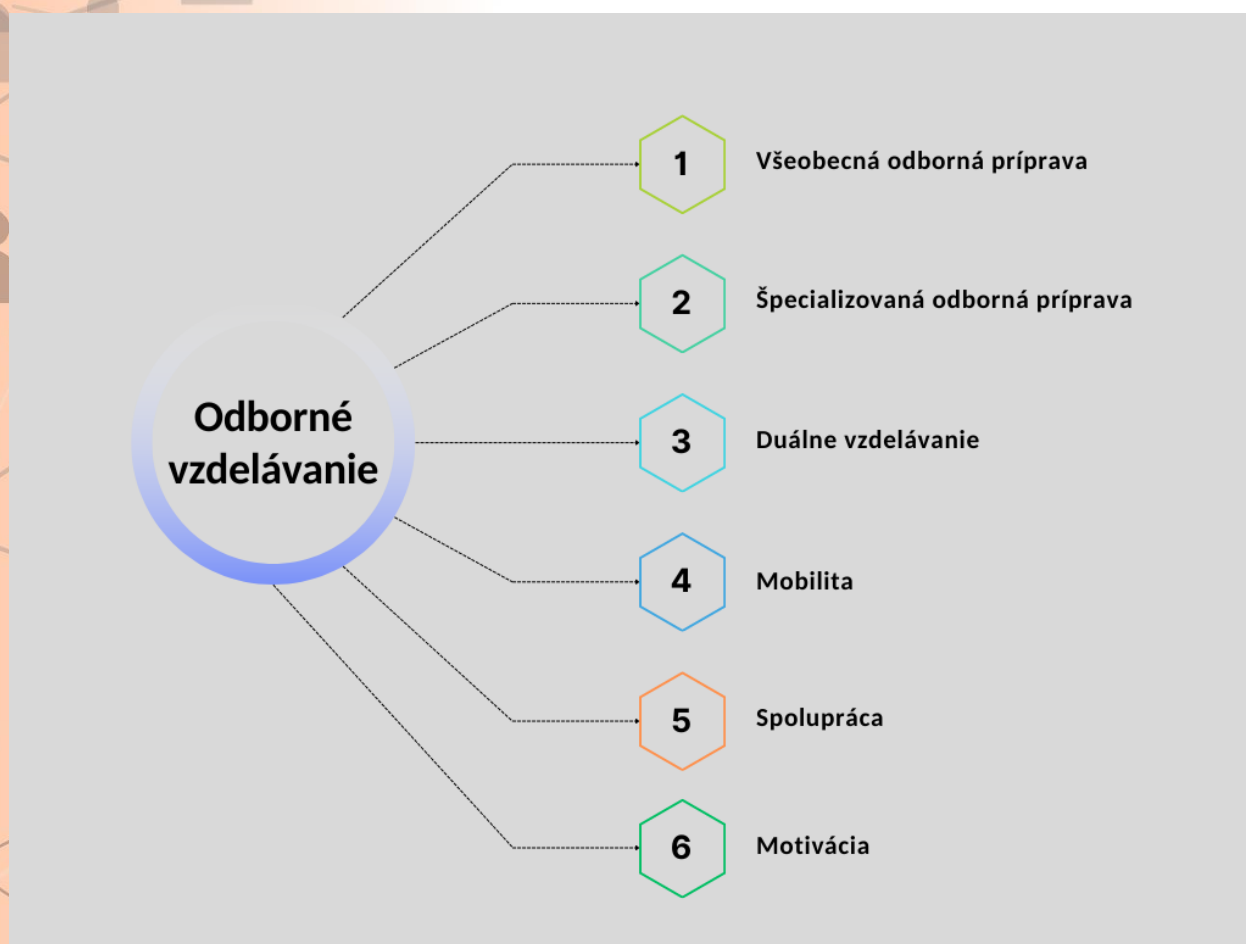 Odborné
vzdelávanie
1
Všeobecná odborná príprava
2
Špecializovaná odborná príprava
3
Duálne vzdelávanie
4
Mobilita
5
Spolupráca
6
Motivácia